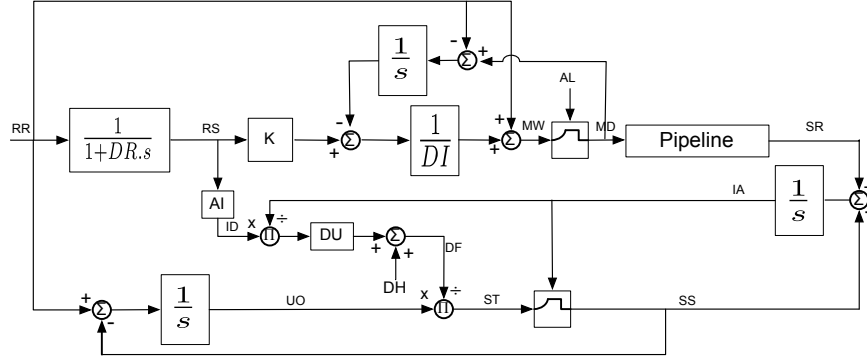 - +
1
s
Σ +
AL
RR
1
1+DR.s
RS
K
-
+ Σ
1
DI
+
+ Σ
MW
MD
Pipeline
SR
AI
ID
x ÷
Π
DU
+ Σ +
DH
DF
IA
1
s
Σ
+ Σ -
1
s
UO
x ÷
Π
ST
SS